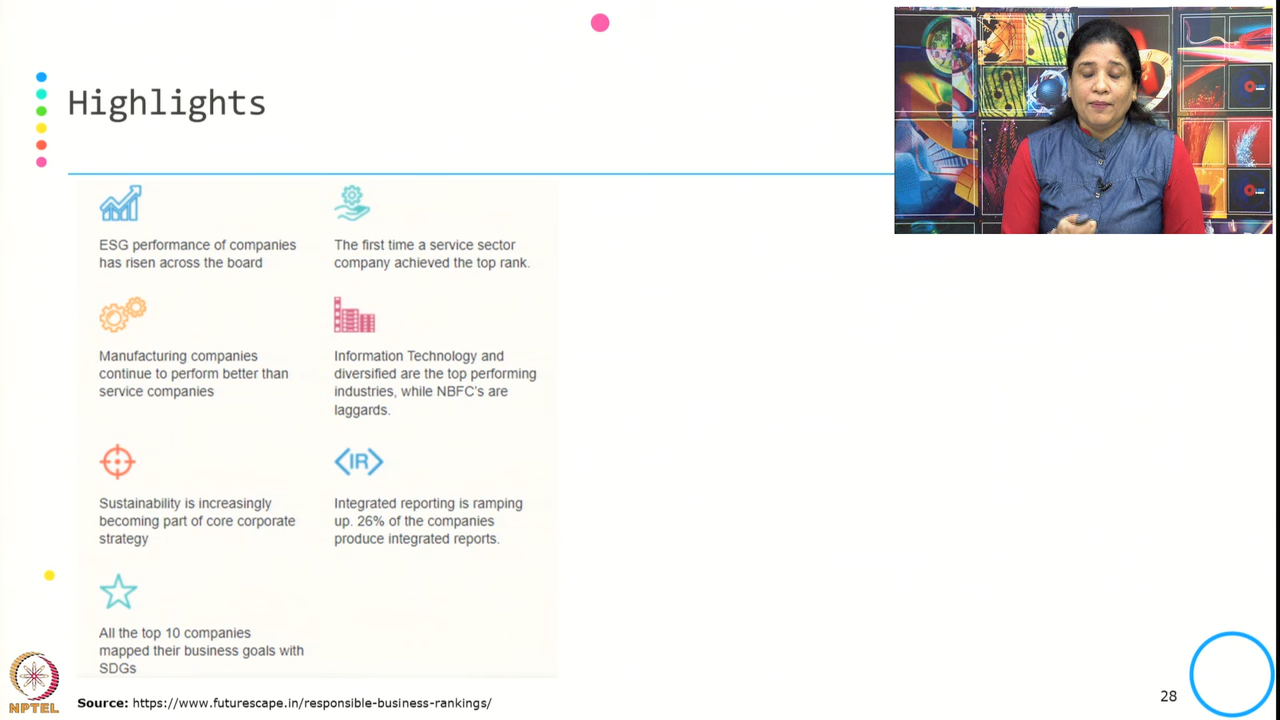 Highlights
ESG performance of companies
has risen across the board
The first time a service sector
company achieved the top rank.
Manufacturing companies
continue to perform better than
service companies
Information Technology and
diversified are the top performing
industries, while NBFC's are
laggards.
Sustainability is increasingly
becoming part of core corporate
strategy
<IR>
Integrated reporting is ramping
up. 26% of the companies
produce integrated reports.
All the top 10 companies
mapped their business goals with
SDGs
NPTEL
Source: https://www.futurescape.in/responsible-business-rankings/
28